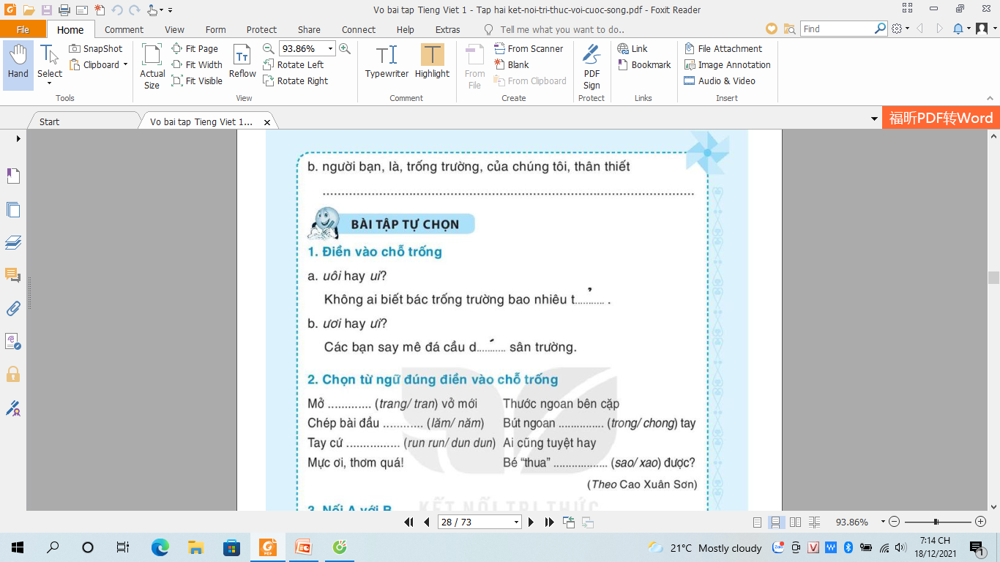 Vo bai tap Tieng Viet 1 - Tap hai ket-noi-tri-thuc-voi-cuoc-song.pdf - Foxit Reader
File Home Comment View Form Protect Share Connect Help Extras Tell me what you want to do.. Find
Hand
Select
SnapShot
Clipboard
Actual Size
Fit Page
Fit Width
Fit Visible
Reflow
93.86%
Rotate Left
Rotate Right
Typewriter
Highlight
From File
From Scanner
Blank
From Clipboard
PDF Sign
Link
Bookmark
File Attachment
Image Annotation
Audio & Video
Tools View Comment Create Protect Links Insert
Start Vo bai tap Tieng Viet 1... 福昕PDF转Word
b. người bạn, là, trống trường, của chúng tôi, thân thiết
BÀI TẬP TỰ CHỌN
1. Điền vào chỗ trống
a. uôi hay ui?
Không ai biết bác trống trường bao nhiêu t........... .
b. ươi hay ui?
Các bạn say mê đá cầu d........... sân trường.
2. Chọn từ ngữ đúng điền vào chỗ trống
Mở ............. (trang/ tran) vở mới
Chép bài đầu ............ (lăm/ năm)
Tay cứ ................ (run run/ dun dun)
Mực ơi, thơm quá!
Thước ngoan bên cặp
Bút ngoan .............. (trong/ chong) tay
Ai cũng tuyệt hay
Bé “thua” .................. (sao/ xao) được?
(Theo Cao Xuân Sơn)
3. Nối A với B
KẾT NỐI TRI THỨC
28 / 73 93.86%
21°C Mostly cloudy
7:14 CH
18/12/2021